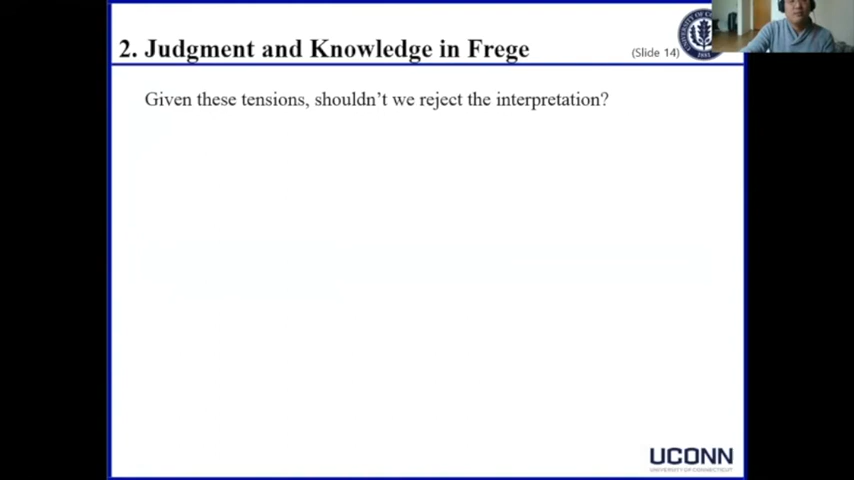 2. Judgment and Knowledge in Frege
(Slide 14)
Given these tensions, shouldn't we reject the interpretation?
UCONN
UNIVERSITY OF CONNECTICUT